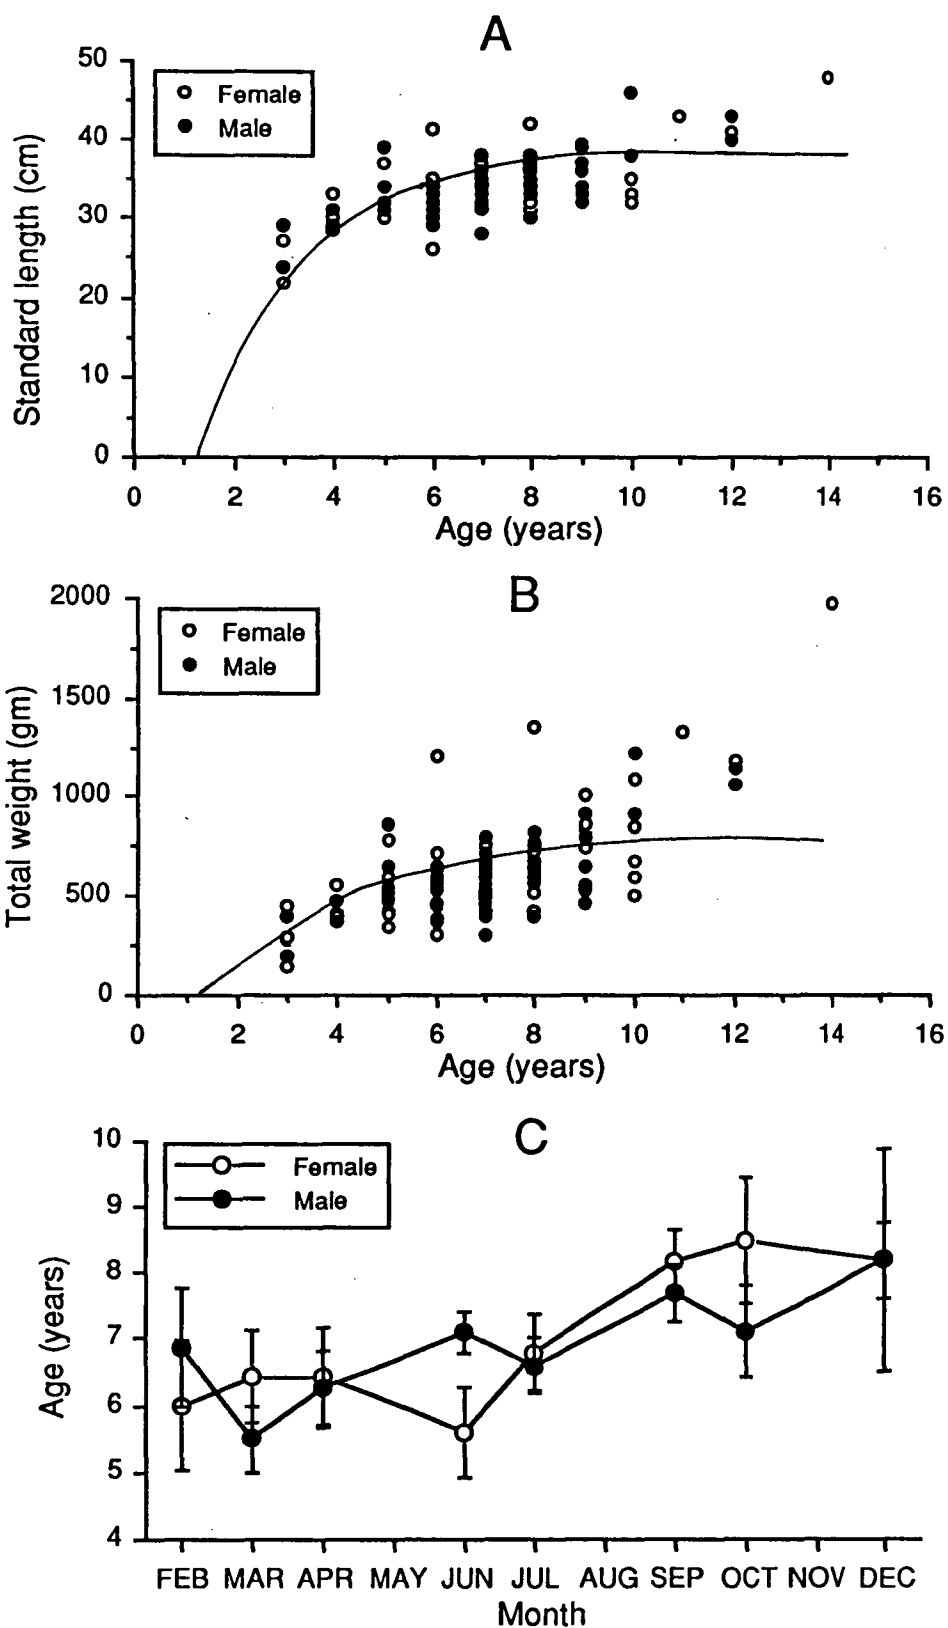 A
50
40
30
20
10
0
Standard length (cm)
Female
Male
0 2 4 6 8 10 12 14 16
Age (years)
B
2000
1500
1000
500
0
Total weight (gm)
Female
Male
0 2 4 6 8 10 12 14 16
Age (years)
C
10
9
8
7
6
5
4
Age (years)
Female
Male
FEB MAR APR MAY JUN JUL AUG SEP OCT NOV DEC
Month